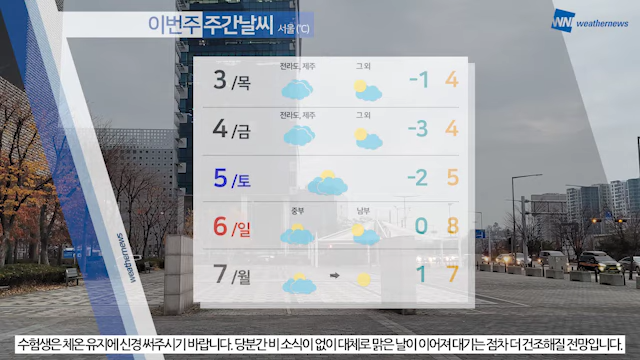 이번주 주간날씨 서울(℃)
WNI weathernews
전라도, 제주 그 외
3/목 -1 4
전라도, 제주 그 외
4/금 -3 4
5/토 -2 5
중부 남부
6/일 0 8
7/월 1 7
weathernews
수험생은 체온 유지에 신경 써주시기 바랍니다. 당분간 비 소식이 없이 대체로 맑은 날이 이어져 대기는 점차 더 건조해질 전망입니다.